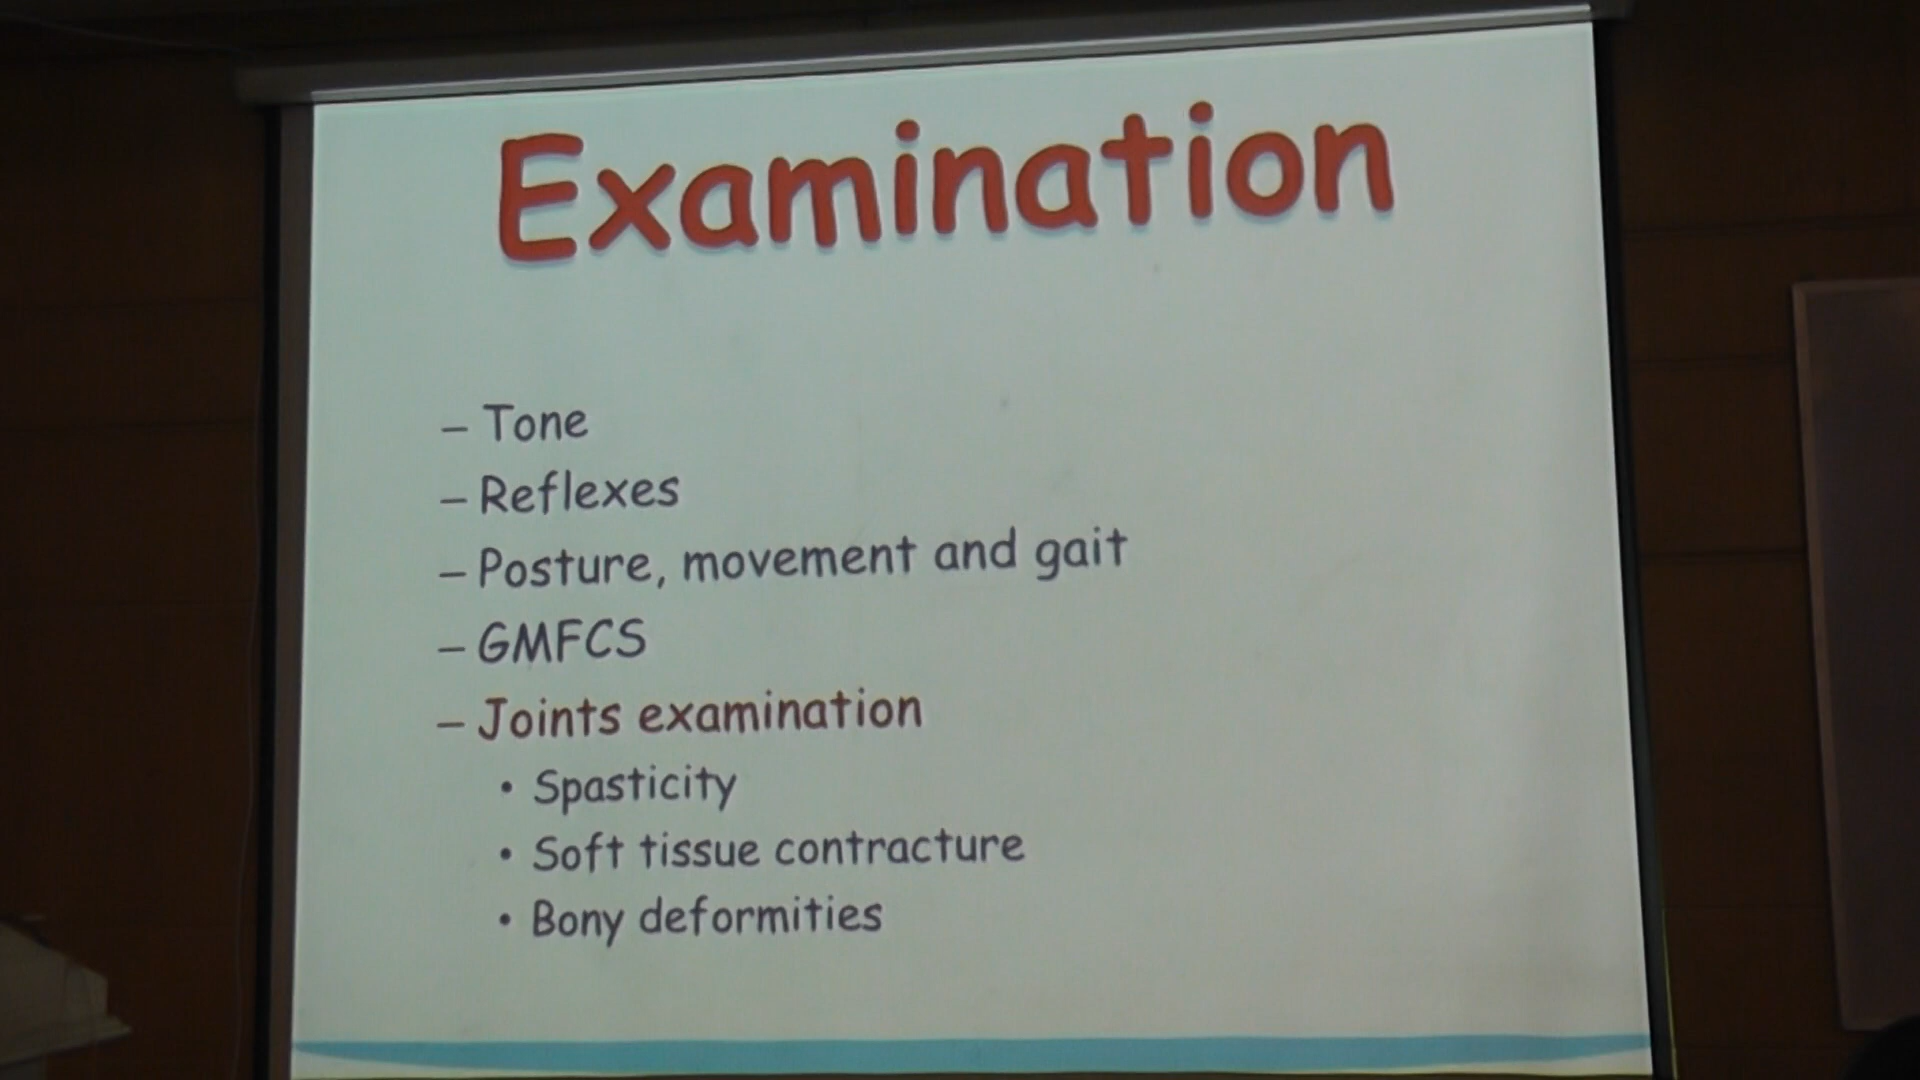 Examination
– Tone
– Reflexes
– Posture, movement and gait
– GMFCS
– Joints examination
• Spasticity
• Soft tissue contracture
• Bony deformities